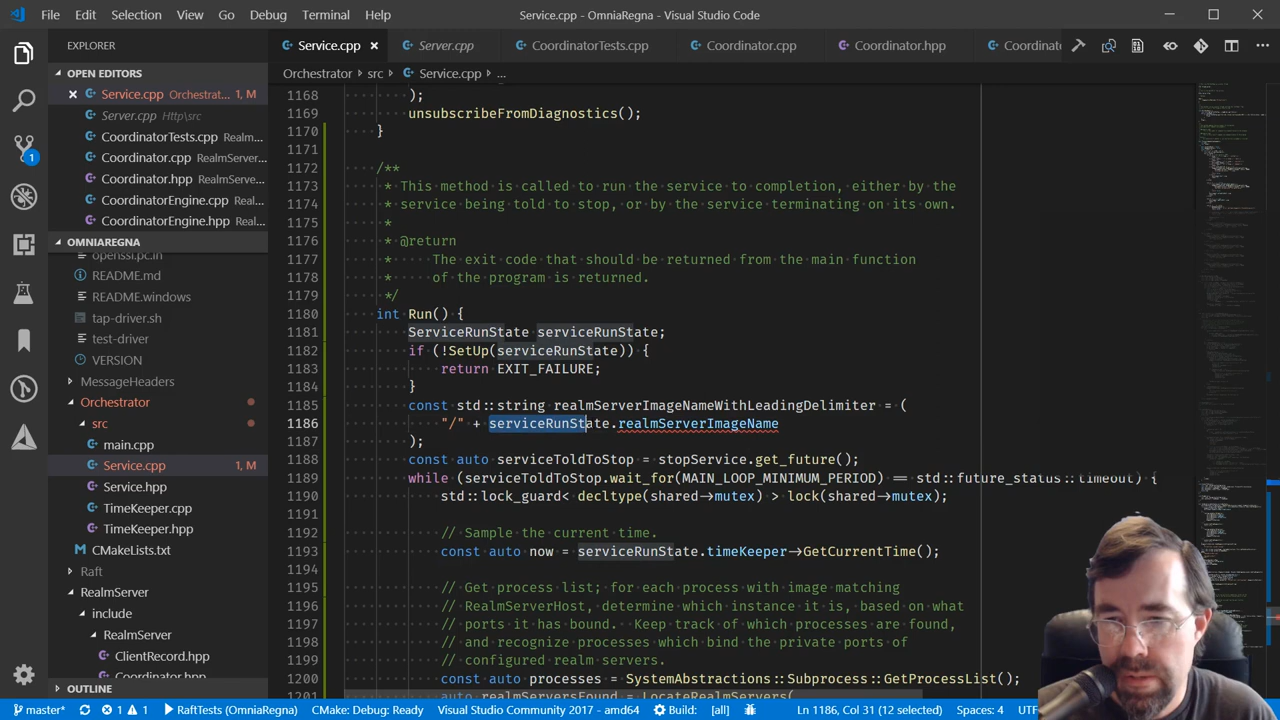 File Edit Selection View Go Debug Terminal Help Service.cpp - OmniaRegna - Visual Studio Code
EXPLORER
Service.cpp Server.cpp CoordinatorTests.cpp Coordinator.cpp Coordinator.hpp Coordinato
OPEN EDITORS
Orchestrator > src > Service.cpp > ...
Service.cpp Orchestrat... 1, M
Server.cpp Http\src
CoordinatorTests.cpp Realm...
Coordinator.cpp RealmServer...
Coordinator.hpp RealmServe...
CoordinatorEngine.cpp Real...
CoordinatorEngine.hpp Real...
OMNIAREGNA
openssl.pc.in
README.md
README.windows
tap-driver.sh
test-driver
VERSION
MessageHeaders
Orchestrator
src
main.cpp
Service.cpp 1, M
Service.hpp
TimeKeeper.cpp
TimeKeeper.hpp
CMakeLists.txt
Raft
RealmServer
include
RealmServer
ClientRecord.hpp
Coordinator.hpp
OUTLINE
1168 );
1169 unsubscribeFromDiagnostics();
1170 }
1171
1172 /**
1173 * This method is called to run the service to completion, either by the
1174 * service being told to stop, or by the service terminating on its own.
1175 *
1176 * @return
1177 * The exit code that should be returned from the main function
1178 * of the program is returned.
1179 */
1180 int Run() {
1181 ServiceRunState serviceRunState;
1182 if (!SetUp(serviceRunState)) {
1183 return EXIT_FAILURE;
1184 }
1185 const std::string realmServerImageNameWithLeadingDelimiter = (
1186 "/" + serviceRunState.realmServerImageName
1187 );
1188 const auto serviceToldToStop = stopService.get_future();
1189 while (serviceToldToStop.wait_for(MAIN_LOOP_MINIMUM_PERIOD) == std::future_status::timeout) {
1190 std::lock_guard< decltype(shared->mutex) > lock(shared->mutex);
1191
1192 // Sample the current time.
1193 const auto now = serviceRunState.timeKeeper->GetCurrentTime();
1194
1195 // Get process list; for each process with image matching
1196 // RealmServerHost, determine which instance it is, based on what
1197 // ports it has bound. Keep track of which processes are found,
1198 // and recognize processes which bind the private ports of
1199 // configured realm servers.
1200 const auto processes = SystemAbstractions::Subprocess::GetProcessList();
1201 auto realmServersFound = LocateRealmServers(
master* 1 1 RaftTests (OmniaRegna) CMake: Debug: Ready Visual Studio Community 2017 - amd64 Build: [all] Ln 1186, Col 31 (12 selected) Spaces: 4 UTF